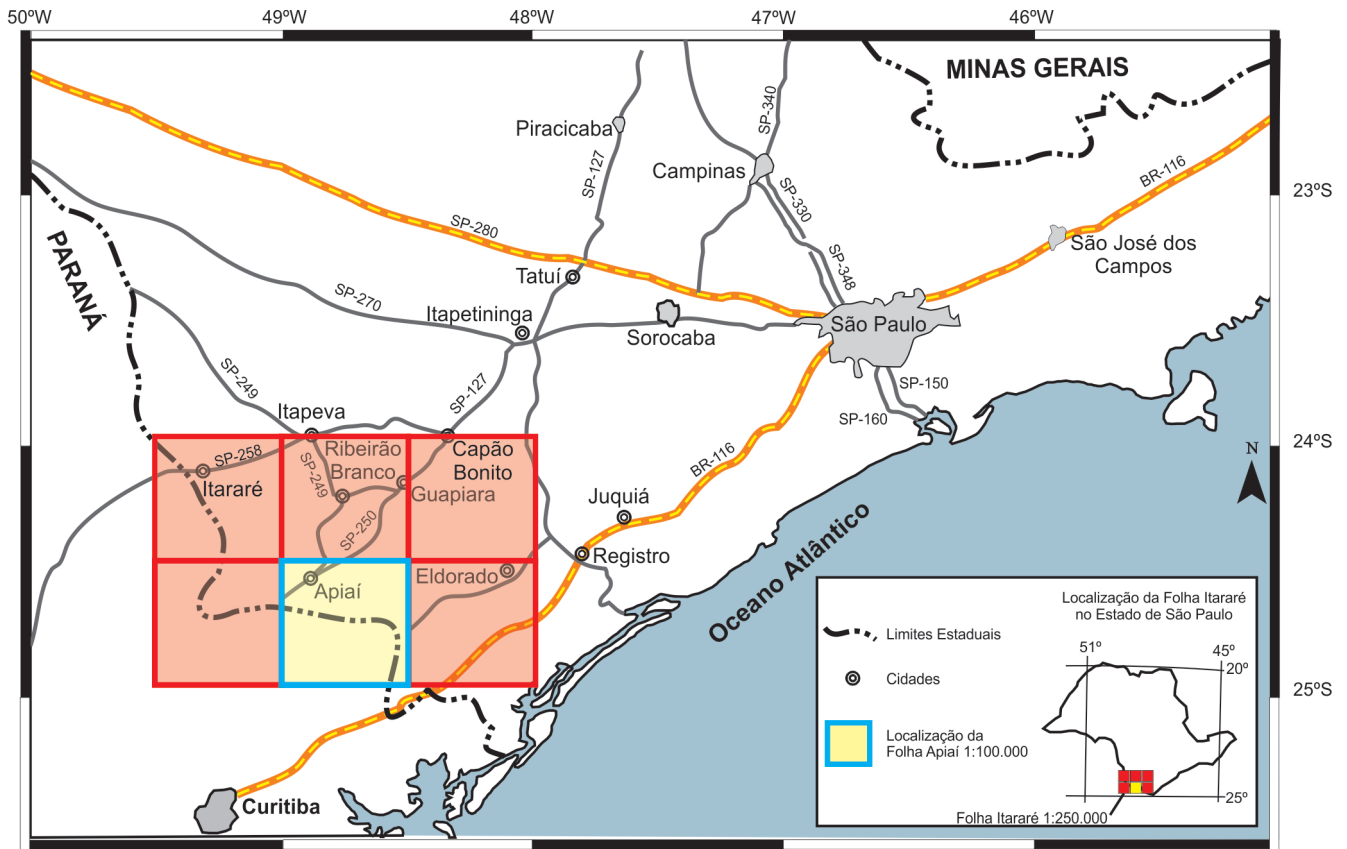 50ºW
49ºW
48ºW
47ºW
46ºW
MINAS GERAIS
SP-340
Piracicaba
SP-127
Campinas
BR-116
SP-330
23ºS
SP-280
São José dos
Campos
PARANÁ
SP-348
Tatuí
SP-270
Itapetininga
São Paulo
Sorocaba
SP-249
SP-127
SP-150
SP-160
Itapeva
24ºS
Ribeirão
Branco
Capão
Bonito
SP-258
BR-116
N
SP-249
Itararé
Guapiara
Juquiá
SP-250
Registro
Eldorado
Apiaí
Oceano Atlântico
Localização da Folha Itararé
no Estado de São Paulo
Limites Estaduais
51º
45º
20º
Cidades
25ºS
Localização da
Folha Apiaí 1:100.000
25º
Folha Itararé 1:250.000
Curitiba